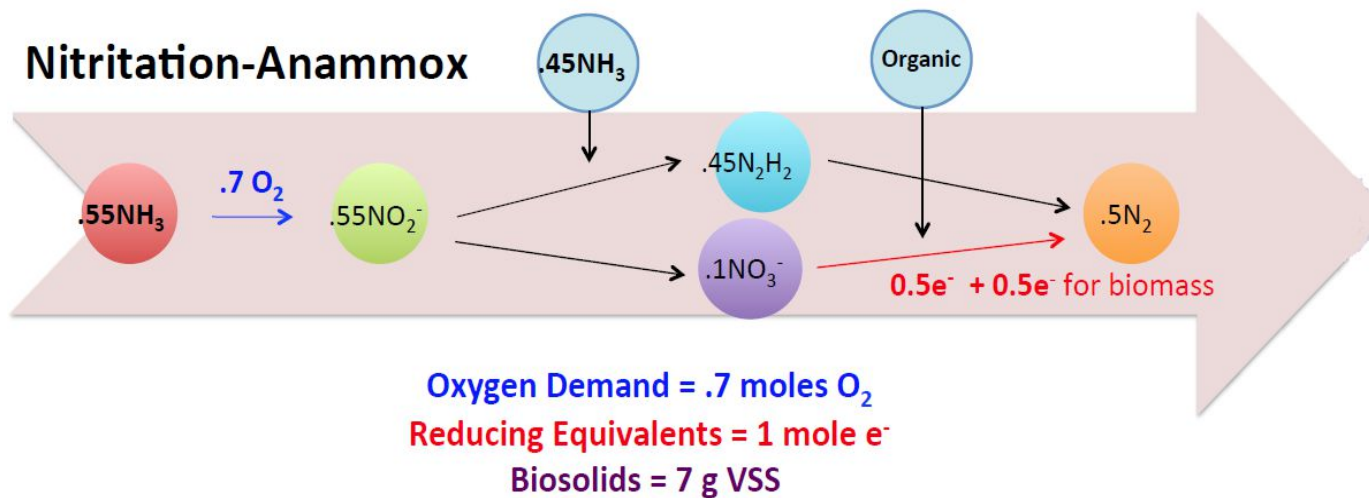 Nitritation-Anammox
.45NH₃
Organic
.55NH₃
.7 O₂
.55NO₂⁻
.45N₂H₂
.1NO₃⁻
.5N₂
0.5e⁻ + 0.5e⁻ for biomass
Oxygen Demand = .7 moles O₂
Reducing Equivalents = 1 mole e⁻
Biosolids = 7 g VSS